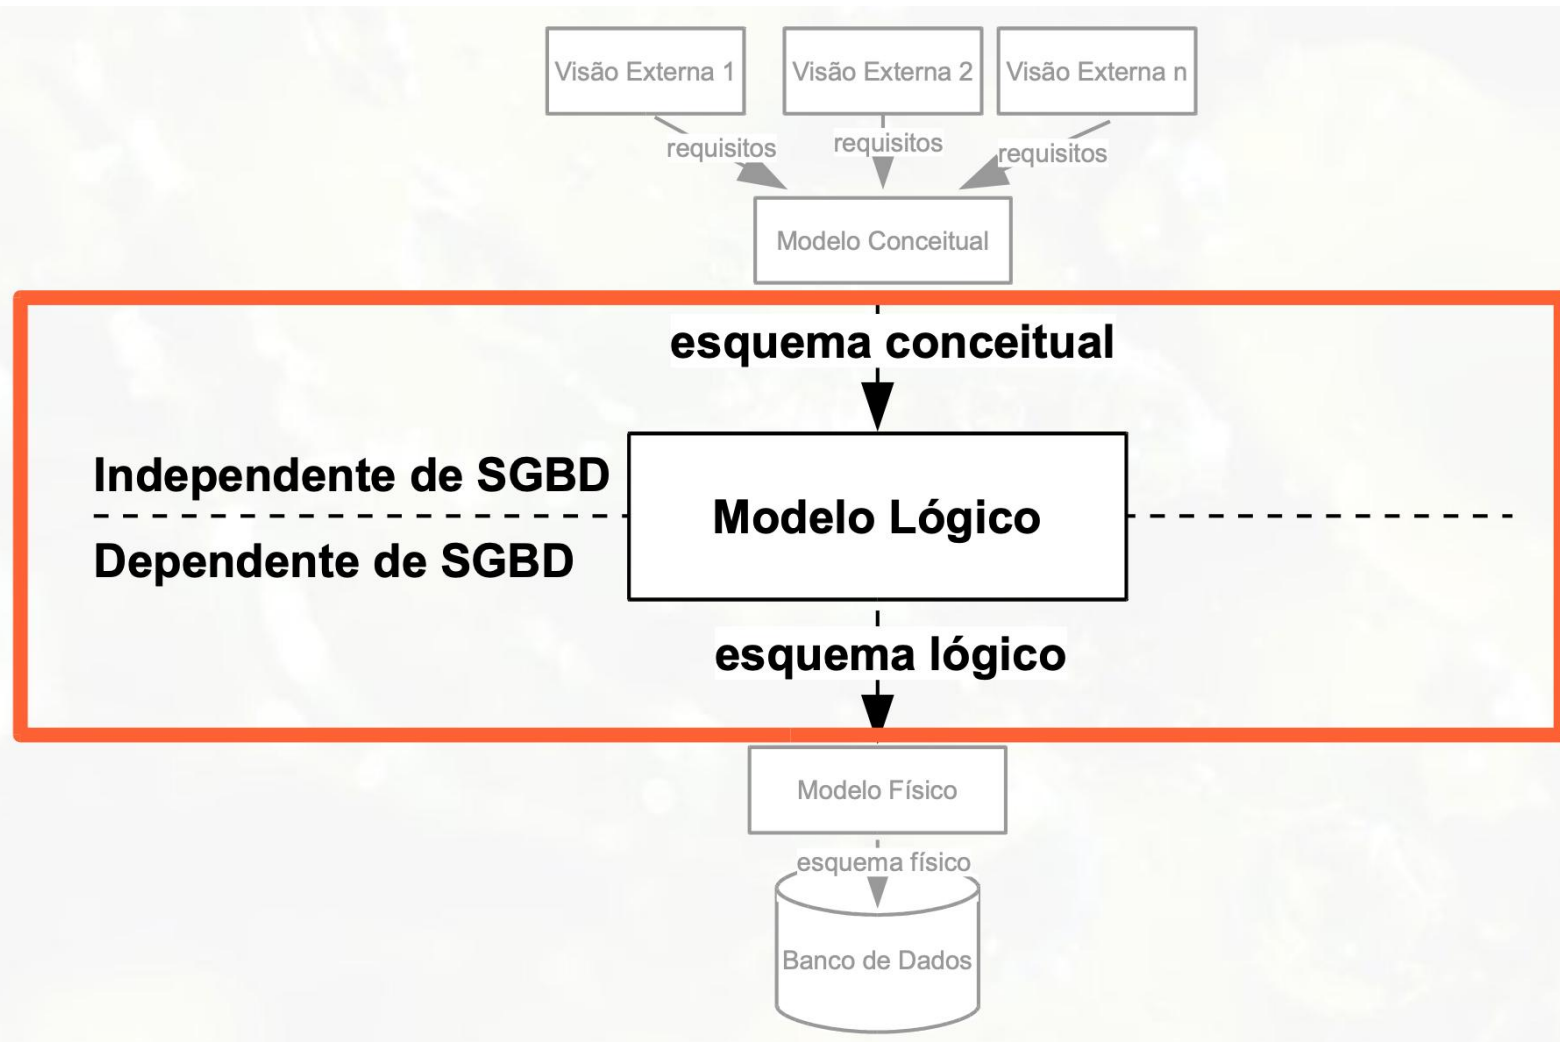 Visão Externa 1
Visão Externa 2
Visão Externa n
requisitos
requisitos
requisitos
Modelo Conceitual
esquema conceitual
Independente de SGBD
Modelo Lógico
Dependente de SGBD
esquema lógico
Modelo Físico
esquema físico
Banco de Dados